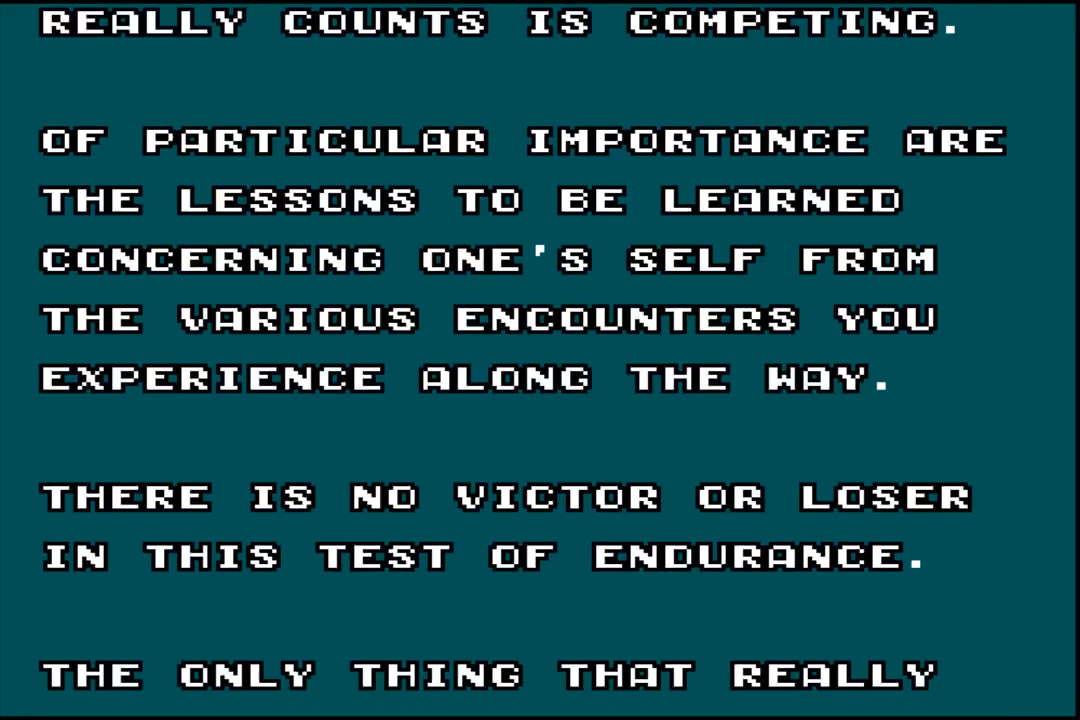 REALLY COUNTS IS COMPETING.
OF PARTICULAR IMPORTANCE ARE
THE LESSONS TO BE LEARNED
CONCERNING ONE'S SELF FROM
THE VARIOUS ENCOUNTERS YOU
EXPERIENCE ALONG THE WAY.
THERE IS NO VICTOR OR LOSER
IN THIS TEST OF ENDURANCE.
THE ONLY THING THAT REALLY